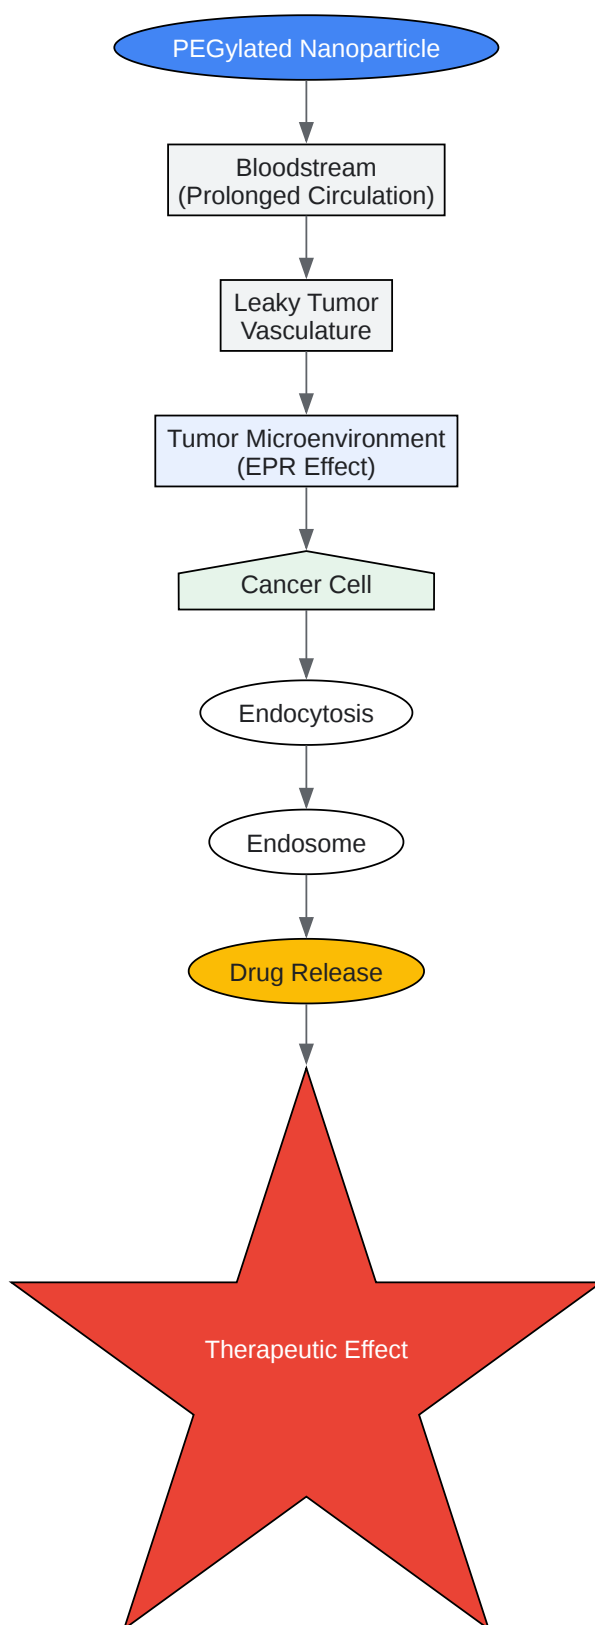 PEGylated Nanoparticle
Bloodstream
(Prolonged Circulation)
Leaky Tumor
Vasculature
Tumor Microenvironment
(EPR Effect)
Cancer Cell
Endocytosis
Endosome
Drug Release
Therapeutic Effect